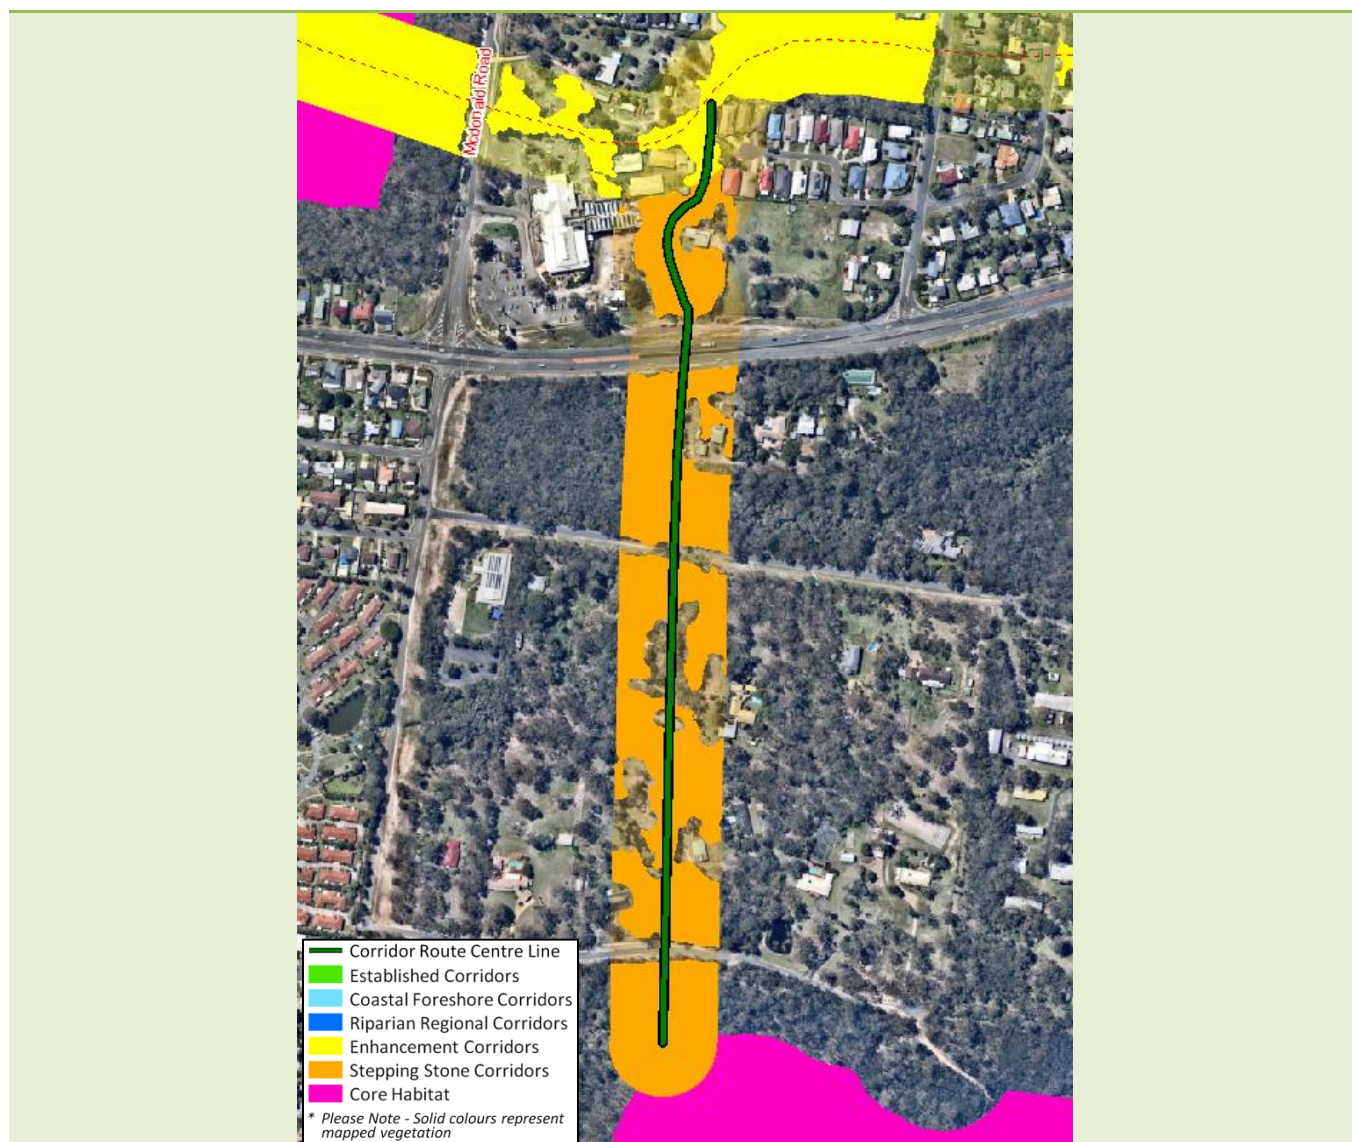 Mcdonald Road
Corridor Route Centre Line
Established Corridors
Coastal Foreshore Corridors
Riparian Regional Corridors
Enhancement Corridors
Stepping Stone Corridors
Core Habitat
* Please Note - Solid colours represent
mapped vegetation